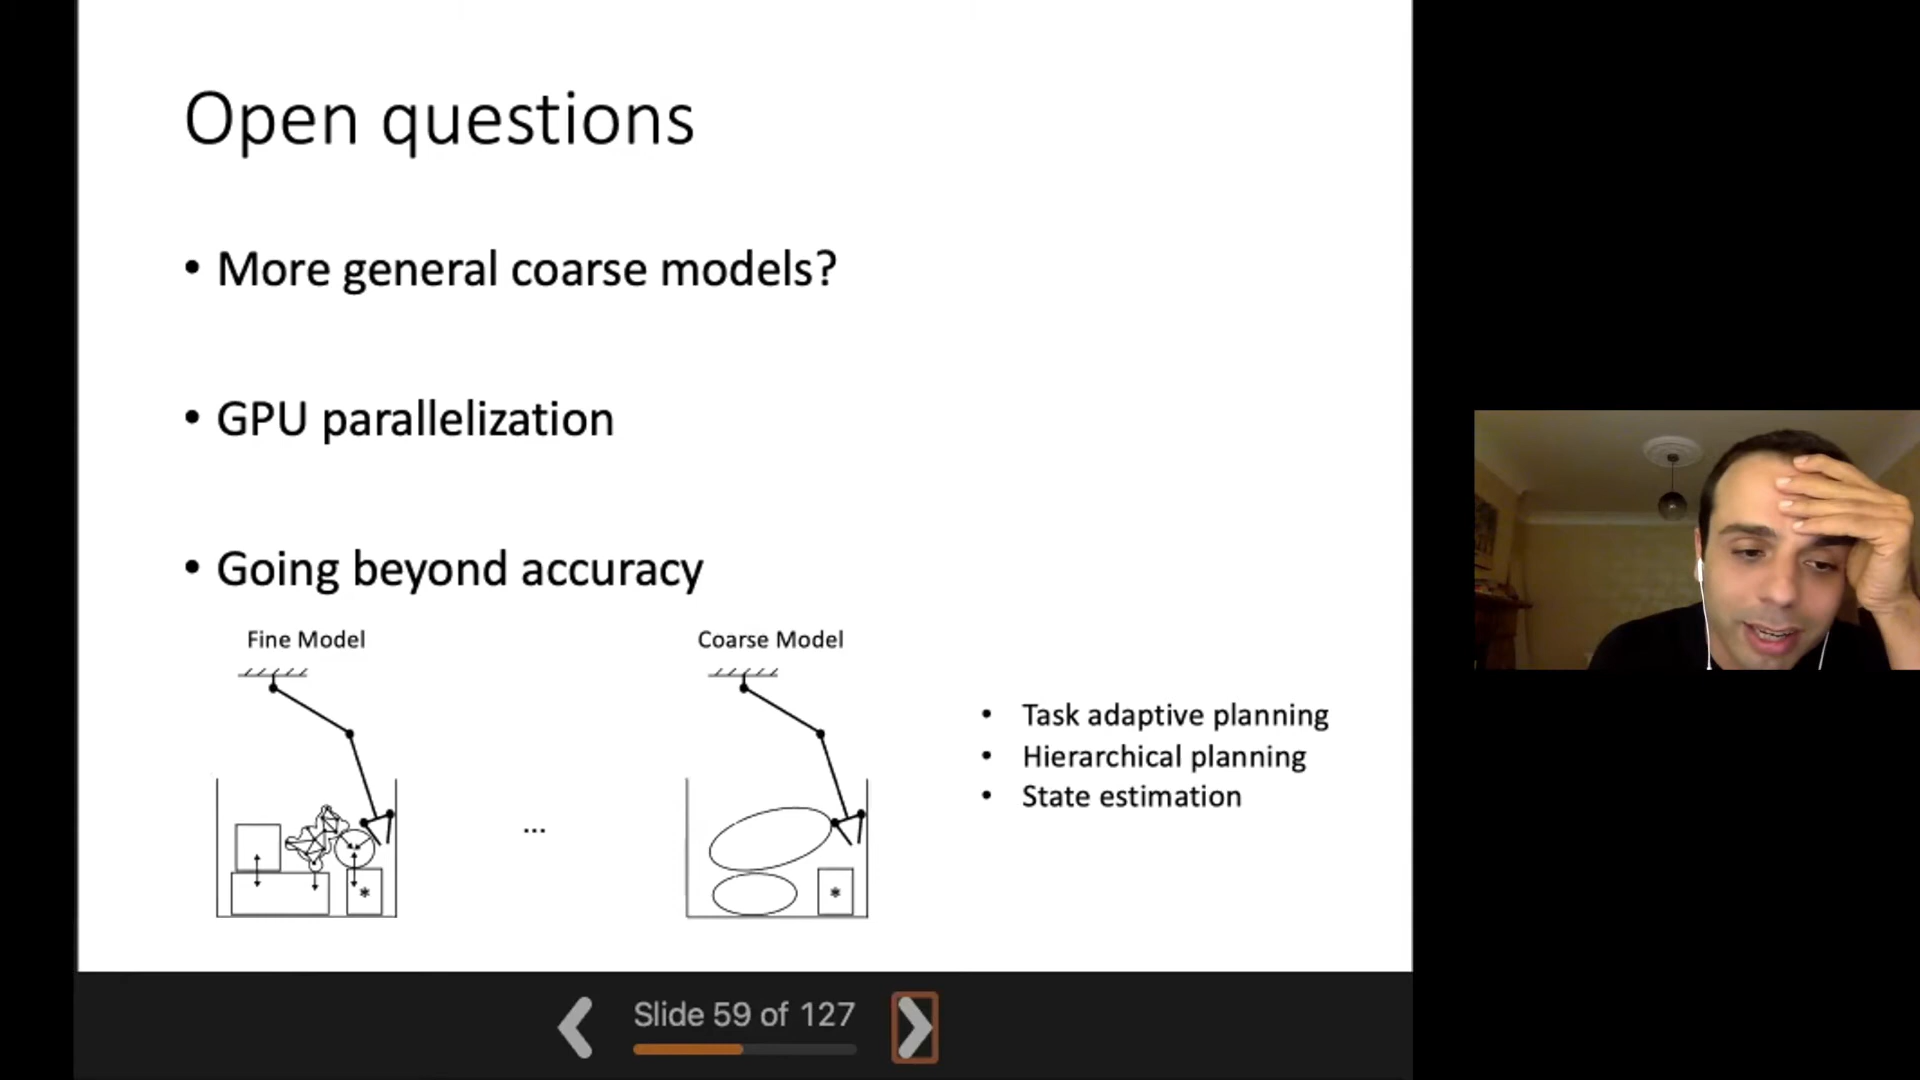 Open questions
• More general coarse models?
• GPU parallelization
• Going beyond accuracy
Fine Model
Coarse Model
...
• Task adaptive planning
• Hierarchical planning
• State estimation
*
*
Slide 59 of 127